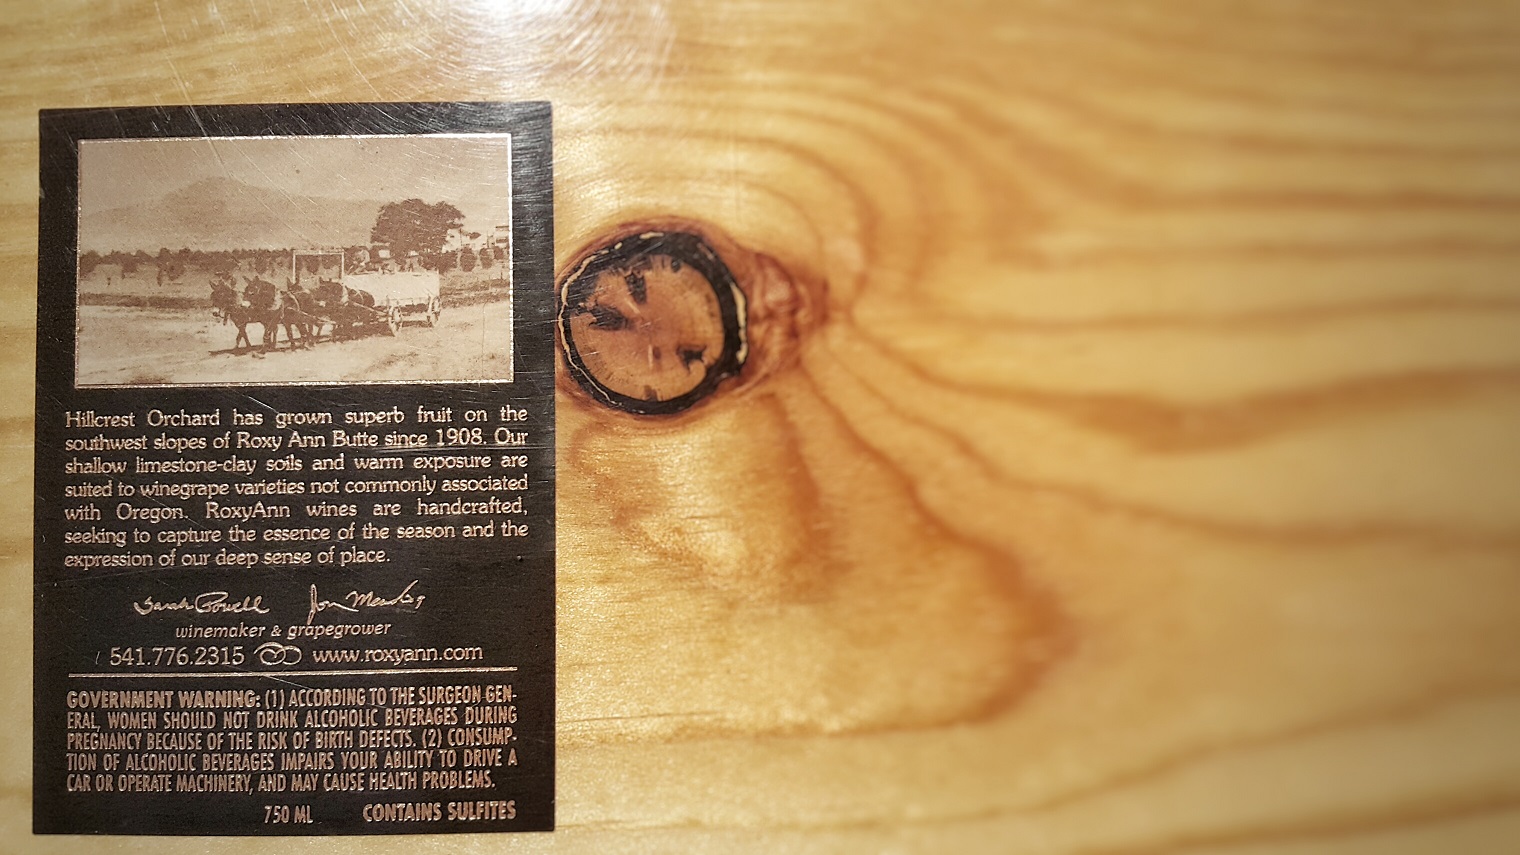 Hillcrest Orchard has grown superb fruit on the
southwest slopes of Roxy Ann Butte since 1908. Our
shallow limestone-clay soils and warm exposure are
suited to winegrape varieties not commonly associated
with Oregon. RoxyAnn wines are handcrafted,
seeking to capture the essence of the season and the
expression of our deep sense of place.
Sarah Powell
winemaker & grapegrower
541.776.2315 www.roxyann.com
GOVERNMENT WARNING: (1) ACCORDING TO THE SURGEON GEN-
ERAL, WOMEN SHOULD NOT DRINK ALCOHOLIC BEVERAGES DURING
PREGNANCY BECAUSE OF THE RISK OF BIRTH DEFECTS. (2) CONSUMP-
TION OF ALCOHOLIC BEVERAGES IMPAIRS YOUR ABILITY TO DRIVE A
CAR OR OPERATE MACHINERY, AND MAY CAUSE HEALTH PROBLEMS.
750 ML CONTAINS SULFITES